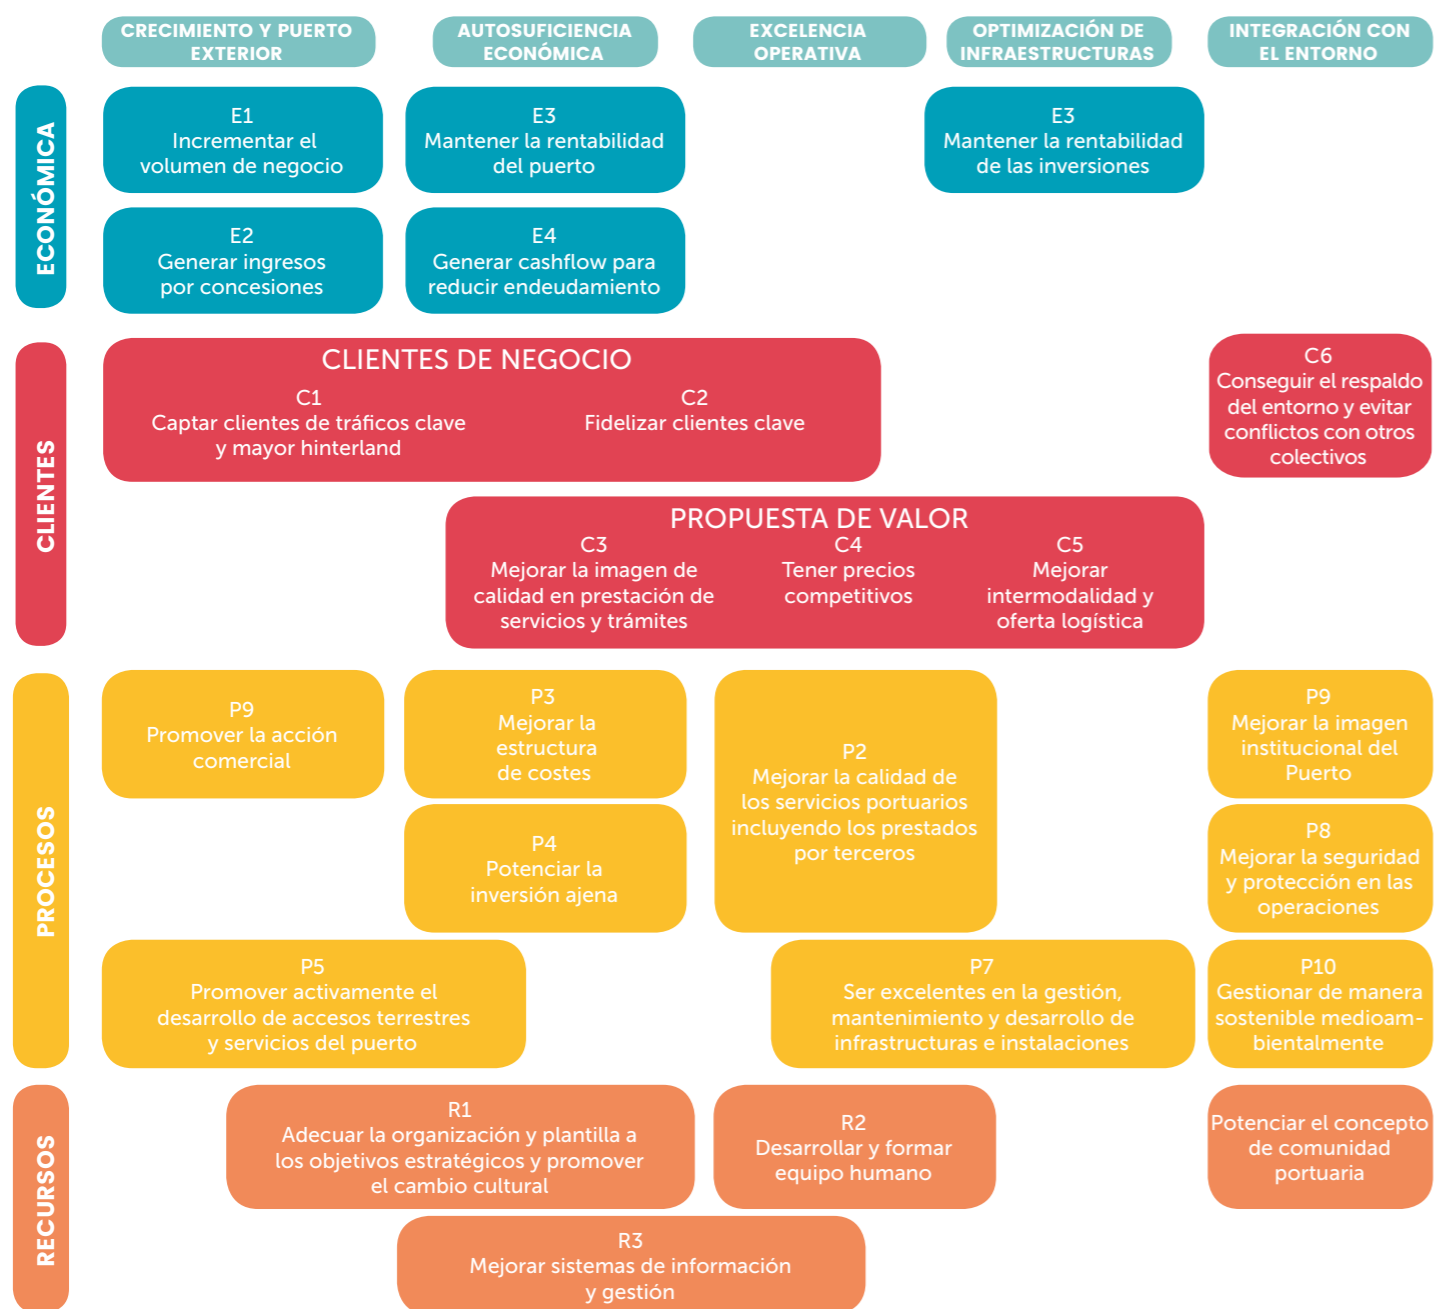 CRECIMIENTO Y PUERTO
EXTERIOR
AUTOSUFICIENCIA
ECONÓMICA
EXCELENCIA
OPERATIVA
OPTIMIZACIÓN DE
INFRAESTRUCTURAS
INTEGRACIÓN CON
EL ENTORNO
ECONÓMICA
E1
Incrementar el
volumen de negocio
E3
Mantener la rentabilidad
del puerto
E3
Mantener la rentabilidad
de las inversiones
E2
Generar ingresos
por concesiones
E4
Generar cashflow para
reducir endeudamiento
CLIENTES
CLIENTES DE NEGOCIO
C1
Captar clientes de tráficos clave
y mayor hinterland
C2
Fidelizar clientes clave
C6
Conseguir el respaldo
del entorno y evitar
conflictos con otros
colectivos
PROPUESTA DE VALOR
C3
Mejorar la imagen de
calidad en prestación de
servicios y trámites
C4
Tener precios
competitivos
C5
Mejorar
intermodalidad y
oferta logística
PROCESOS
P9
Promover la acción
comercial
P3
Mejorar la
estructura
de costes
P2
Mejorar la calidad de
los servicios portuarios
incluyendo los prestados
por terceros
P9
Mejorar la imagen
institucional del
Puerto
P4
Potenciar la
inversión ajena
P8
Mejorar la seguridad
y protección en las
operaciones
P5
Promover activamente el
desarrollo de accesos terrestres
y servicios del puerto
P7
Ser excelentes en la gestión,
mantenimiento y desarrollo de
infrastructuras e instalaciones
P10
Gestionar de manera
sostenible medioam-
bientalmente
RECURSOS
R1
Adecuar la organización y plantilla a
los objetivos estratégicos y promover
el cambio cultural
R2
Desarrollar y formar
equipo humano
Potenciar el concepto
de comunidad
portuaria
R3
Mejorar sistemas de información
y gestión